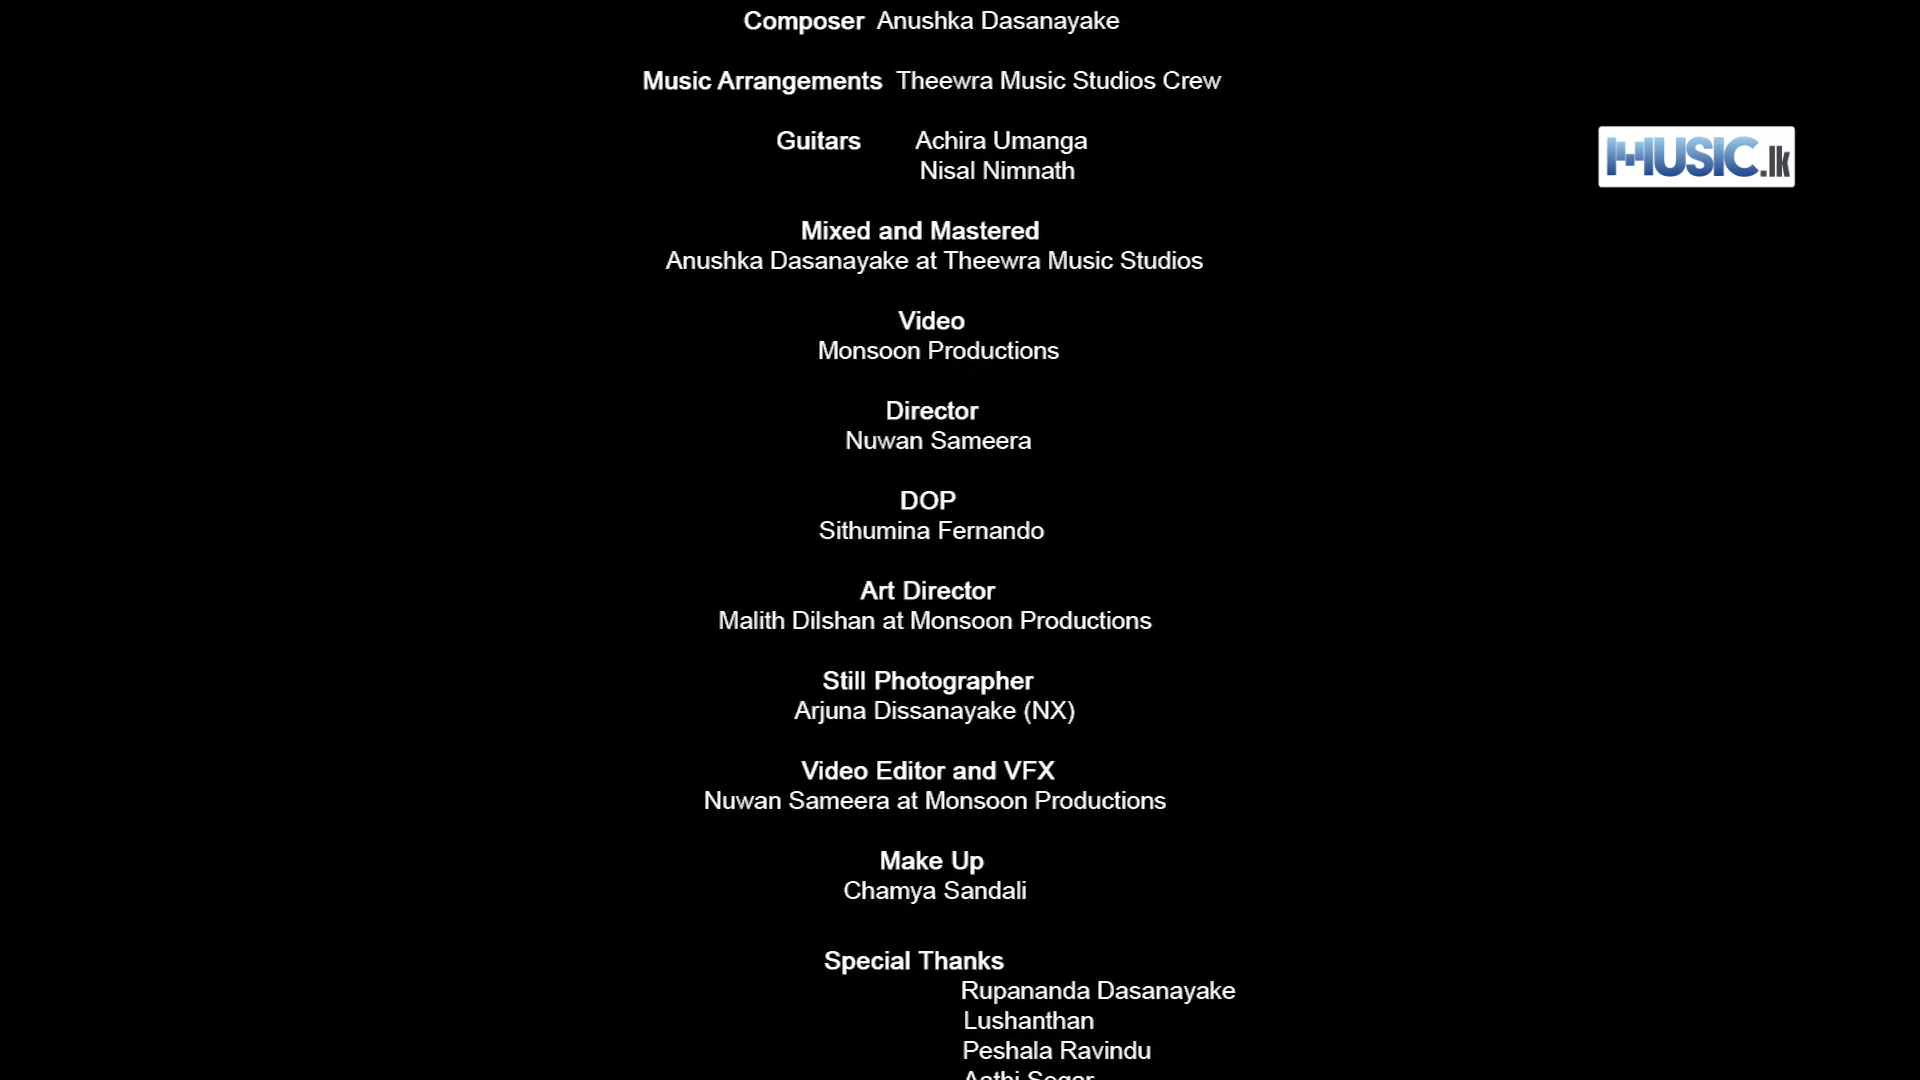 Composer Anushka Dasanayake
Music Arrangements Theewra Music Studios Crew
Guitars Achira Umanga
Nisal Nimnath
MUSIC.lk
Mixed and Mastered
Anushka Dasanayake at Theewra Music Studios
Video
Monsoon Productions
Director
Nuwan Sameera
DOP
Sithumina Fernando
Art Director
Malith Dilshan at Monsoon Productions
Still Photographer
Arjuna Dissanayake (NX)
Video Editor and VFX
Nuwan Sameera at Monsoon Productions
Make Up
Chamya Sandali
Special Thanks
Rupananda Dasanayake
Lushanthan
Peshala Ravindu